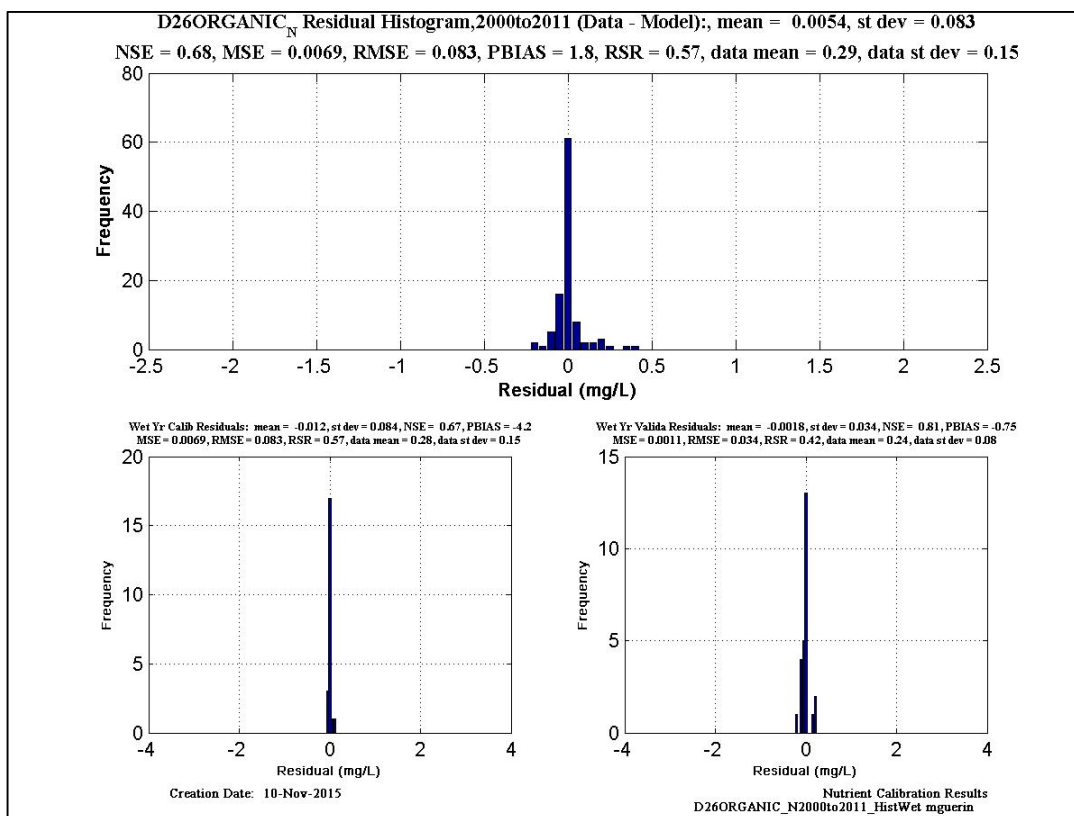 D26ORGANIC_N Residual Histogram,2000to2011 (Data - Model):, mean = 0.0054, st dev = 0.083
NSE = 0.68, MSE = 0.0069, RMSE = 0.083, PBIAS = 1.8, RSR = 0.57, data mean = 0.29, data st dev = 0.15
80
60
40
20
0
Frequency
-2.5 -2 -1.5 -1 -0.5 0 0.5 1 1.5 2 2.5
Residual (mg/L)
Wet Yr Calib Residuals: mean = -0.012, st dev = 0.084, NSE = 0.67, PBIAS = -4.2
MSE = 0.0069, RMSE = 0.083, RSR = 0.57, data mean = 0.28, data st dev = 0.15
20
15
10
5
0
Frequency
-4 -2 0 2 4
Residual (mg/L)
Wet Yr Valida Residuals: mean = -0.0018, st dev = 0.034, NSE = 0.81, PBIAS = -0.75
MSE = 0.0011, RMSE = 0.034, RSR = 0.42, data mean = 0.24, data st dev = 0.08
15
10
5
0
Frequency
-4 -2 0 2 4
Residual (mg/L)
Creation Date: 10-Nov-2015
Nutrient Calibration Results
D26ORGANIC_N2000to2011_HistWet mguerin